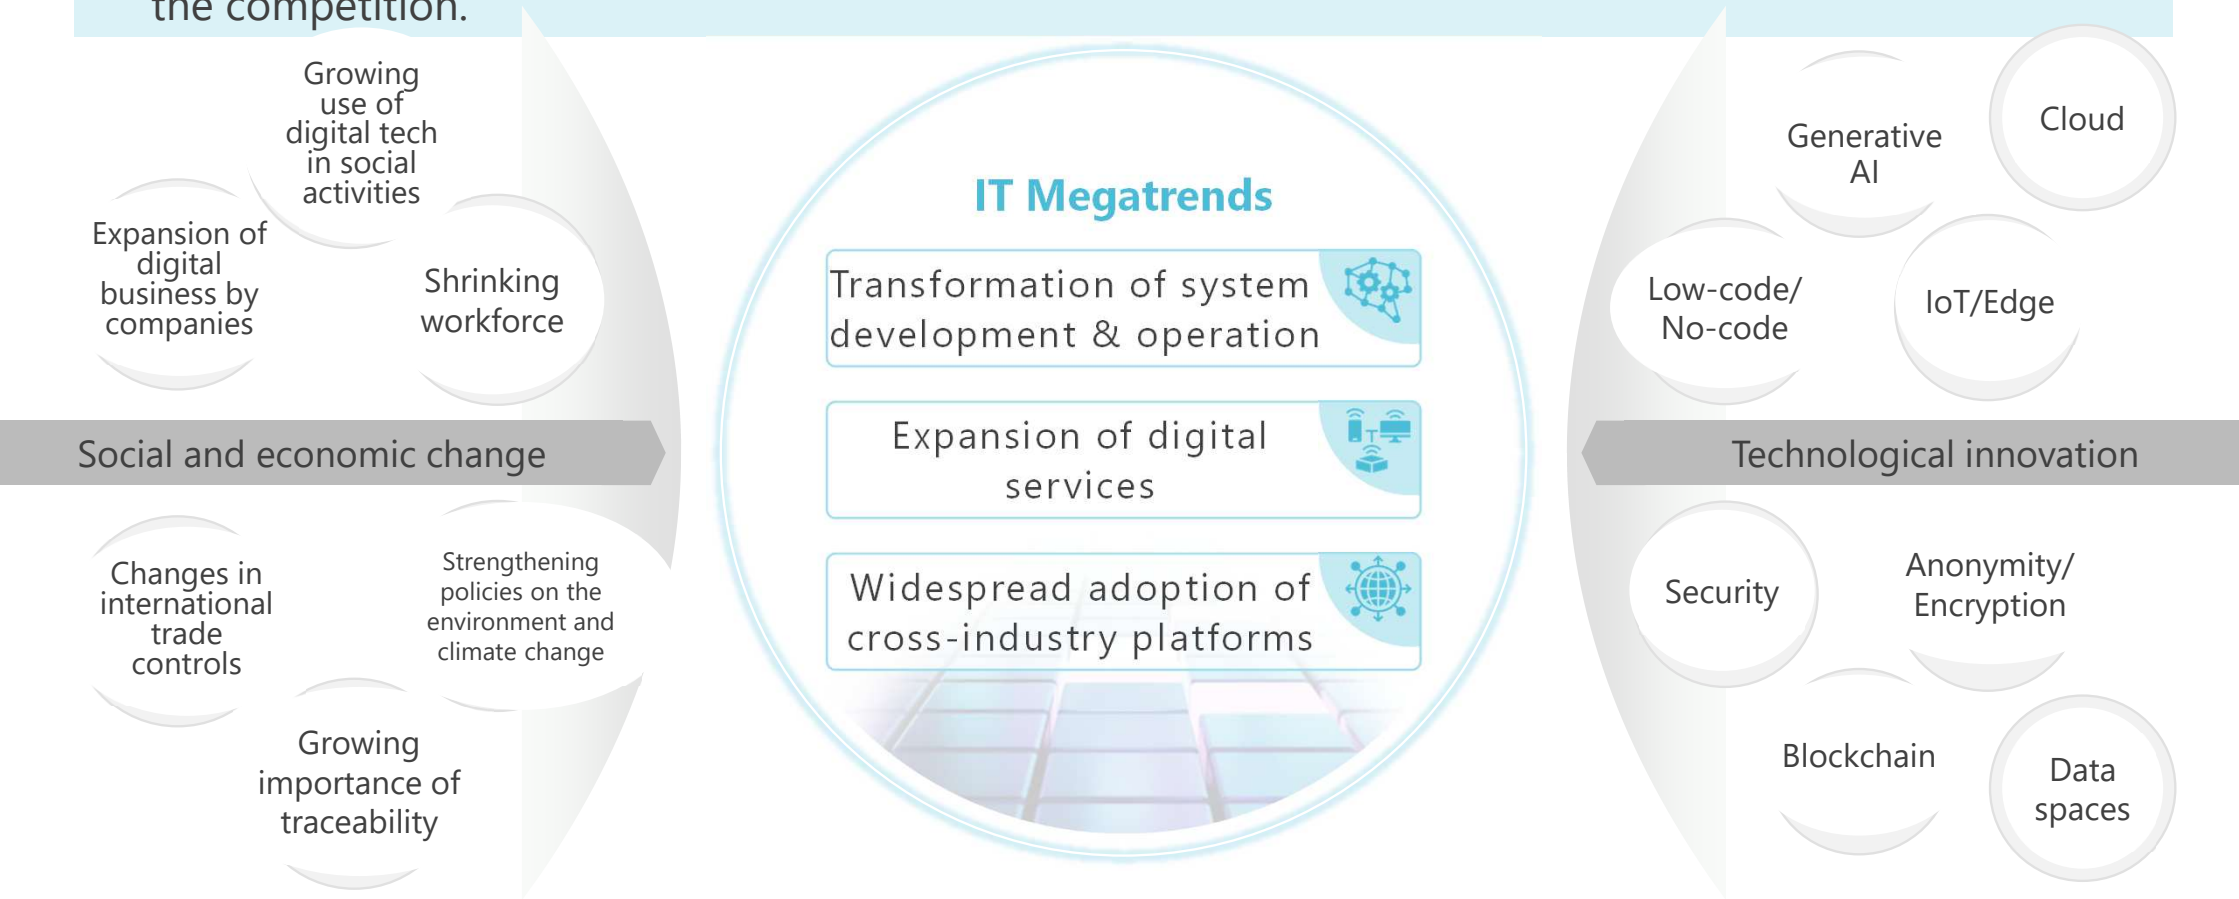 the competition.
Growing
use of
digital tech
in social
activities
Expansion of
digital
business by
companies
Shrinking
workforce
Social and economic change
Changes in
international
trade
controls
Strengthening
policies on the
environment and
climate change
Growing
importance of
traceability
IT Megatrends
Transformation of system
development & operation
Expansion of digital
services
T
Widespread adoption of
cross-industry platforms
Generative
AI
Cloud
Low-code/
No-code
IoT/Edge
Technological innovation
Security
Anonymity/
Encryption
Blockchain
Data
spaces